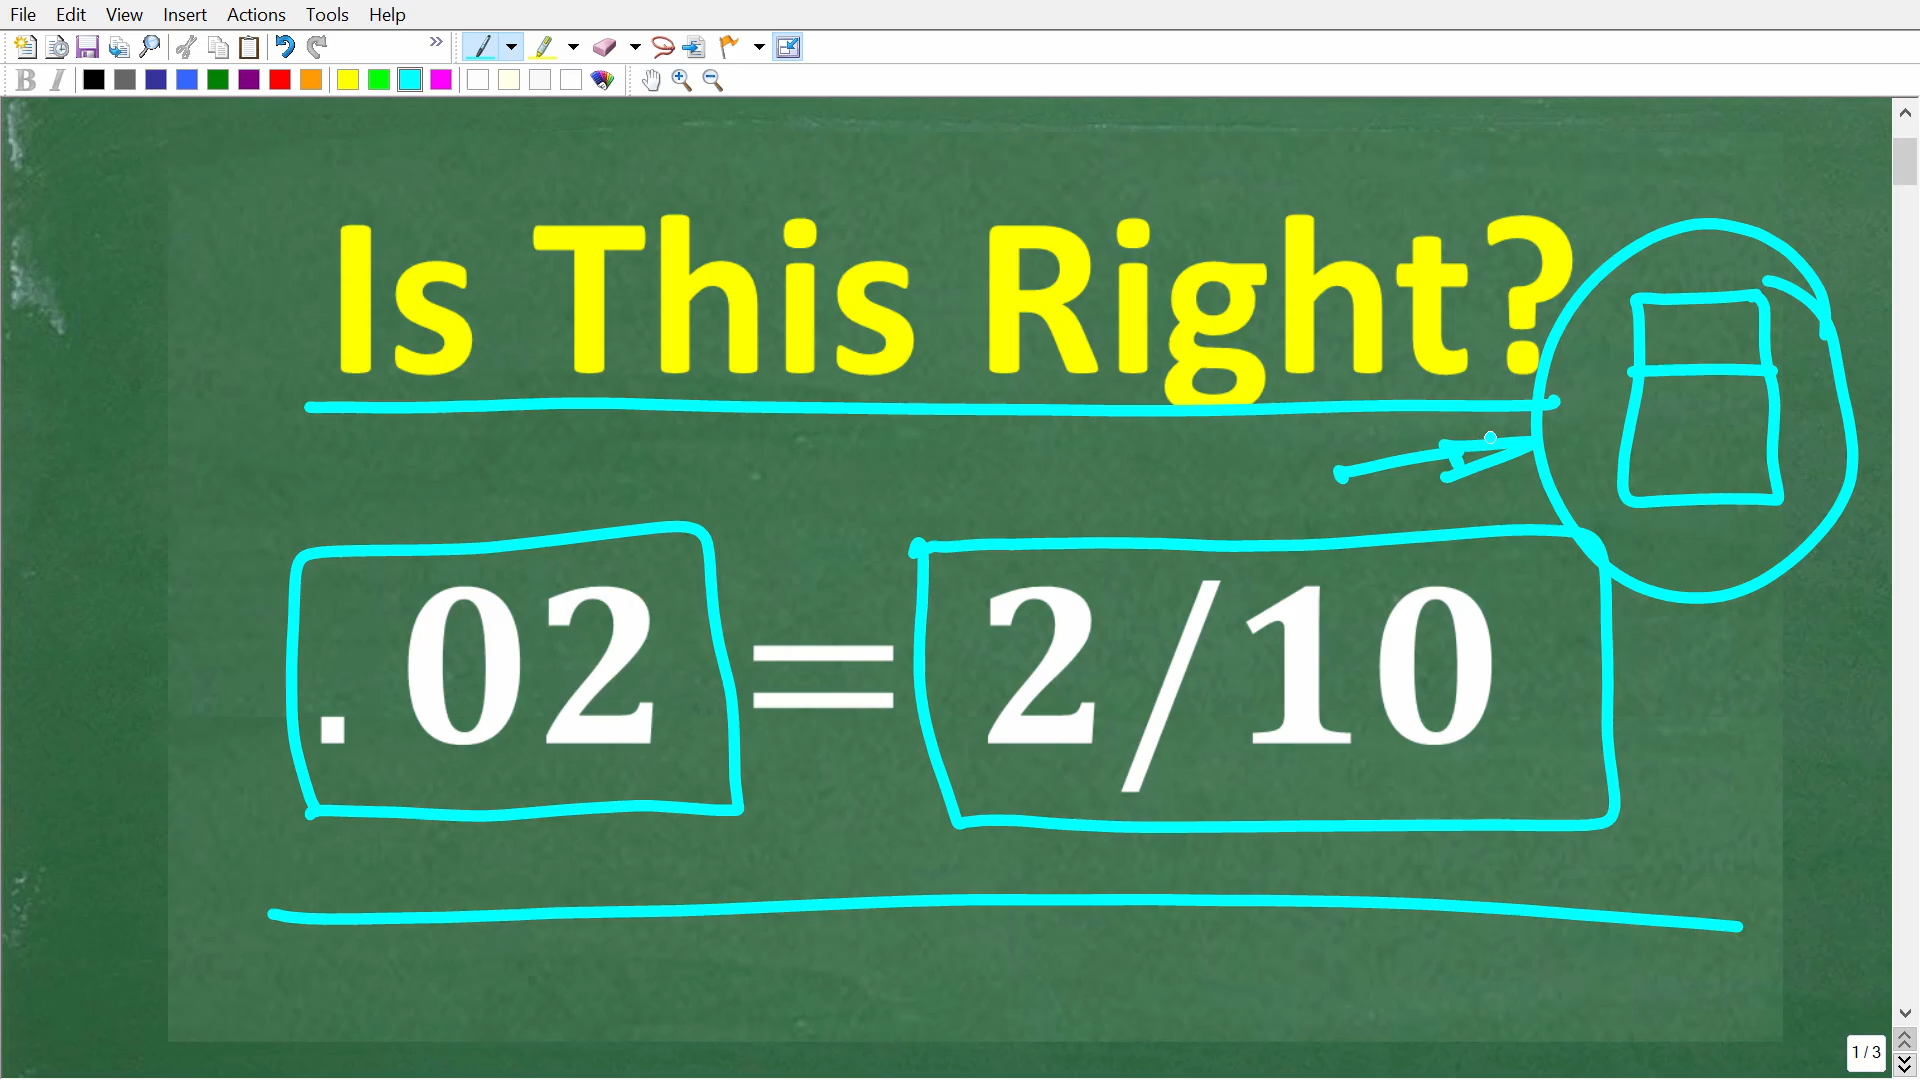 File Edit View Insert Actions Tools Help
»
B I
Is This Right?
.02 = 2/10
1 / 3